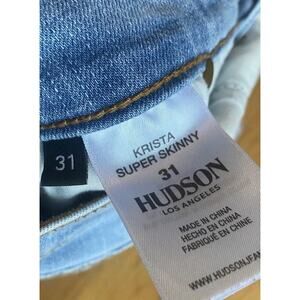 31
KRISTA
SUPER SKINNY
31
HUDSON
LOS ANGELES
MADE IN CHINA
HECHO EN CHINA
FABRIQUÉ EN CHINE